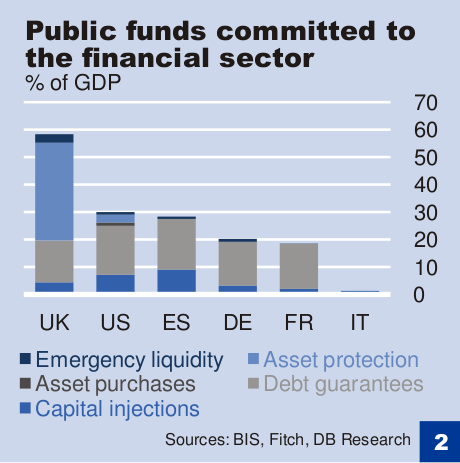 Public funds committed to
the financial sector
% of GDP
70
60
50
40
30
20
10
0
UK US ES DE FR IT
Emergency liquidity Asset protection
Asset purchases Debt guarantees
Capital injections
Sources: BIS, Fitch, DB Research 2